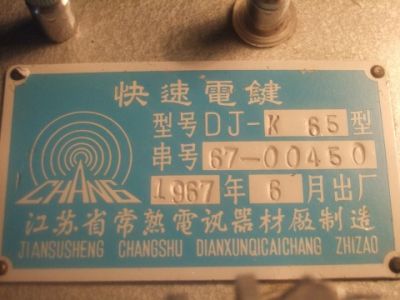 快速電鍵
型号DJ-K 65型
串号67-00450
CHANG
1967年6月出厂
江苏省常熟電讯器材廠制造
JIANSUSHENG CHANGSHU DIANXUNQICAICHANG ZHIZAO